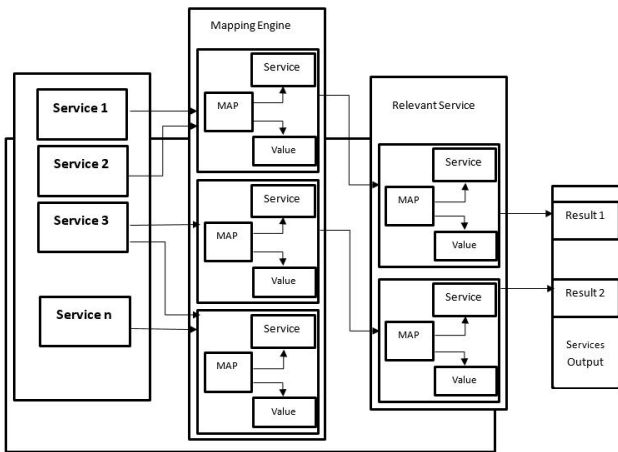 Mapping Engine
Service 1
Service 2
Service 3
Service n
Service
MAP
Value
Service
MAP
Value
Service
MAP
Value
Relevant Service
Service
MAP
Value
Service
MAP
Value
Result 1
Result 2
Services
Output